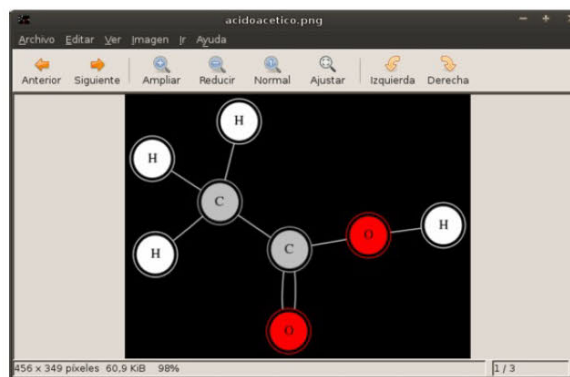 acidoacetico.png
Archivo Editar Ver Imagen Ir Ayuda
Anterior Siguiente Ampliar Reducir Normal Ajustar Izquierda Derecha
H
H
C
H
H
O
C
O
456 x 349 píxeles 60,9 KiB 98% 1 / 3